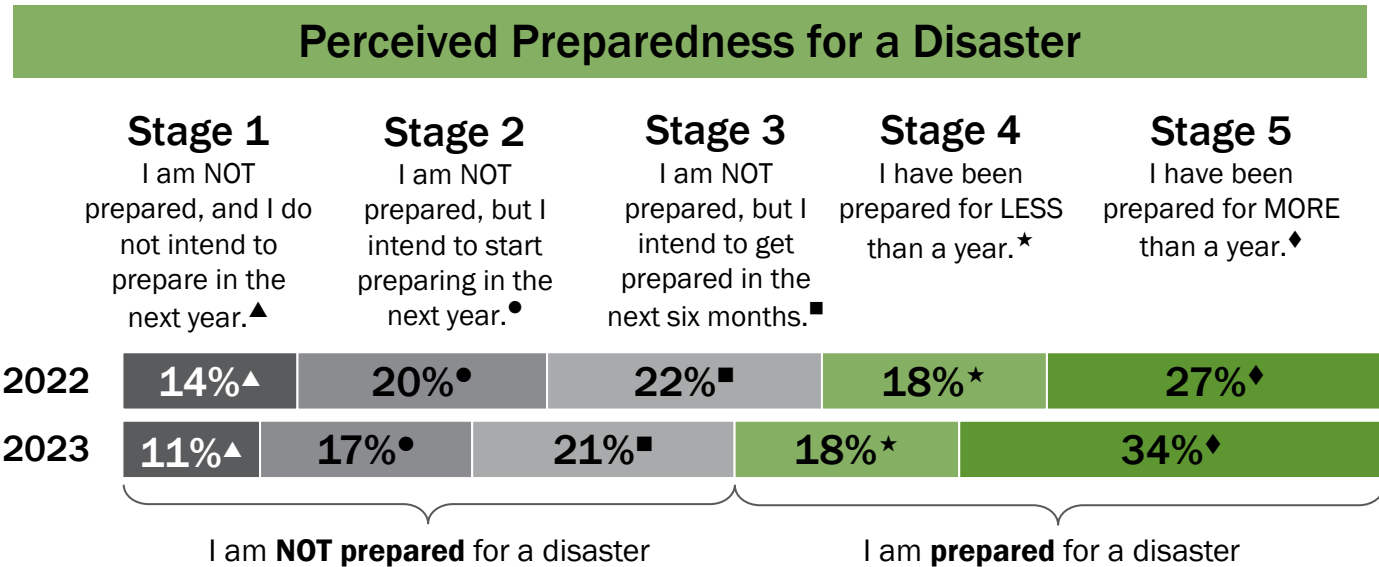 Perceived Preparedness for a Disaster
Stage 1
I am NOT
prepared, and I do
not intend to
prepare in the
next year.▲
Stage 2
I am NOT
prepared, but I
intend to start
preparing in the
next year.●
Stage 3
I am NOT
prepared, but I
intend to get
prepared in the
next six months.■
Stage 4
I have been
prepared for LESS
than a year.★
Stage 5
I have been
prepared for MORE
than a year.♦
2022 14%▲ 20%● 22%■ 18%★ 27%♦
2023 11%▲ 17%● 21%■ 18%★ 34%♦
I am NOT prepared for a disaster
I am prepared for a disaster